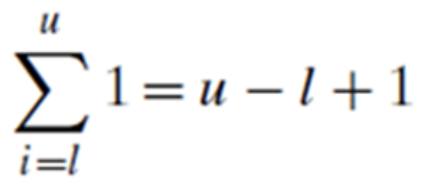 u
∑ 1 = u − l + 1
i=l